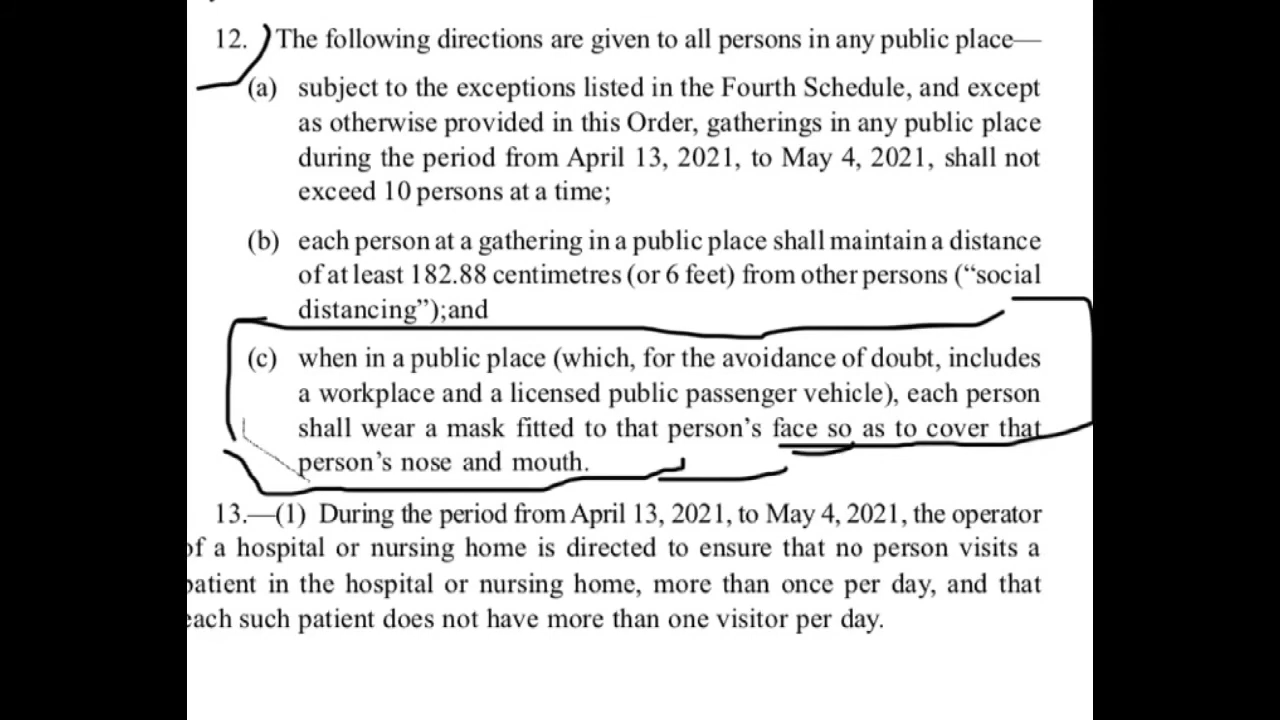 12. The following directions are given to all persons in any public place—
(a) subject to the exceptions listed in the Fourth Schedule, and except
as otherwise provided in this Order, gatherings in any public place
during the period from April 13, 2021, to May 4, 2021, shall not
exceed 10 persons at a time;
(b) each person at a gathering in a public place shall maintain a distance
of at least 182.88 centimetres (or 6 feet) from other persons (“social
distancing”);and
(c) when in a public place (which, for the avoidance of doubt, includes
a workplace and a licensed public passenger vehicle), each person
shall wear a mask fitted to that person’s face so as to cover that
person’s nose and mouth.
13.—(1) During the period from April 13, 2021, to May 4, 2021, the operator
of a hospital or nursing home is directed to ensure that no person visits a
patient in the hospital or nursing home, more than once per day, and that
each such patient does not have more than one visitor per day.